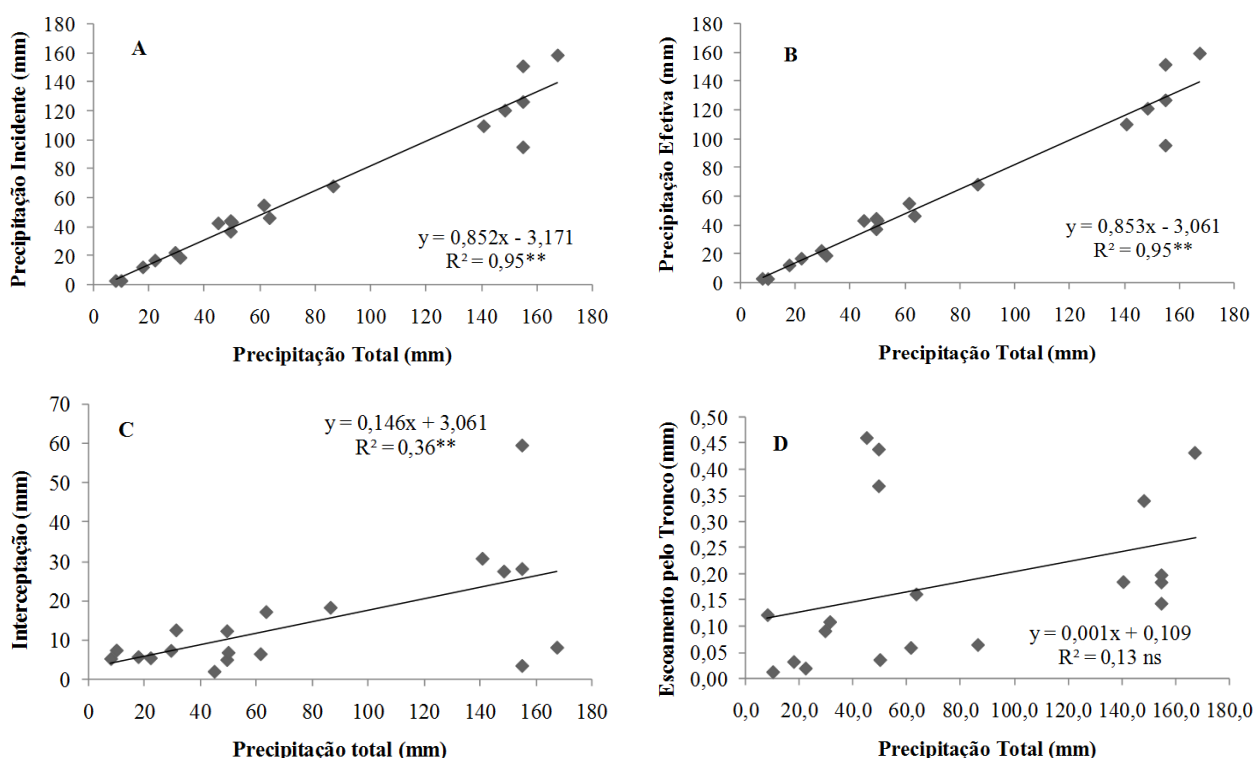 A
Precipitação Incidente (mm)
180
160
140
120
100
80
60
40
20
0
y = 0,852x - 3,171
R² = 0,95**
0 20 40 60 80 100 120 140 160 180
Precipitação Total (mm)
B
Precipitação Efetiva (mm)
180
160
140
120
100
80
60
40
20
0
y = 0,853x - 3,061
R² = 0,95**
0 20 40 60 80 100 120 140 160 180
Precipitação Total (mm)
C
Interceptação (mm)
70
60
50
40
30
20
10
0
y = 0,146x + 3,061
R² = 0,36**
0 20 40 60 80 100 120 140 160 180
Precipitação total (mm)
D
Escoamento pelo Tronco (mm)
0,50
0,45
0,40
0,35
0,30
0,25
0,20
0,15
0,10
0,05
0,00
y = 0,001x + 0,109
R² = 0,13 ns
0,0 20,0 40,0 60,0 80,0 100,0 120,0 140,0 160,0 180,0
Precipitação Total (mm)